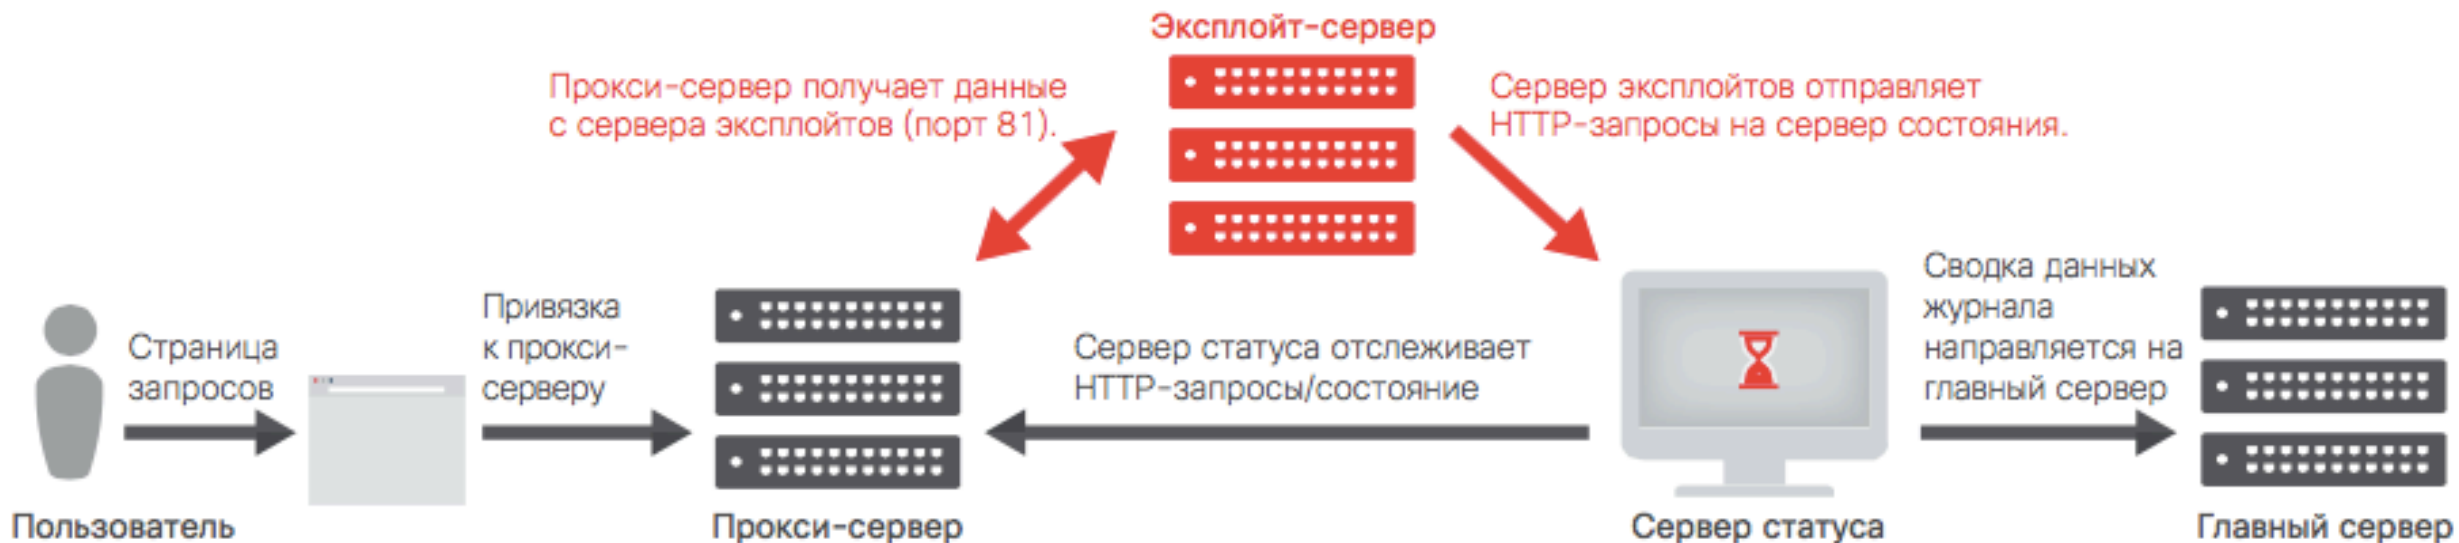 Эксплойт-сервер
Прокси-сервер получает данные
с сервера эксплойтов (порт 81).
Сервер эксплойтов отправляет
HTTP-запросы на сервер состояния.
Страница
запросов
Привязка
к прокси-
серверу
Сервер статуса отслеживает
HTTP-запросы/состояние
Сводка данных
журнала
направляется на
главный сервер
Пользователь
Прокси-сервер
Сервер статуса
Главный сервер